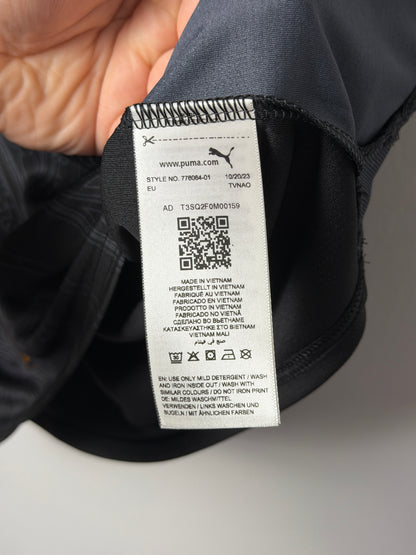 www.puma.com
STYLE NO. 778064-01 10/20/23
EU TVNAO
AD T3SQ2F0M00159
MADE IN VIETNAM
HERGESTELLT IN VIETNAM
FABRIQUÉ AU VIETNAM
FABRICADO EN VIETNAM
PRODOTTO IN VIETNAM
FABRICADO NO VIETNAM
СДЕЛАНО ВО ВЬЕТНАМЕ
ΚΑΤΑΣΚΕΥΑΣΤΗΚΕ ΣΤΟ ΒΙΕΤΝΑΜ
VIETNAM MALI
صنع في فيتنام
EN: USE ONLY MILD DETERGENT / WASH
AND IRON INSIDE OUT / WASH WITH
SIMILAR COLOURS / DO NOT IRON PRINT
DE: MILDES WASCHMITTEL
VERWENDEN / LINKS WASCHEN UND
BÜGELN / MIT ÄHNLICHEN FARBEN